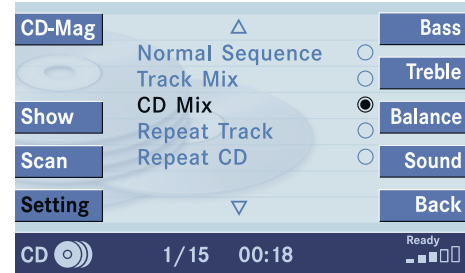 CD-Mag
Bass
Normal Sequence
Track Mix
Treble
CD Mix
Show
Balance
Repeat Track
Scan
Repeat CD
Sound
Setting
Back
CD 1/15 00:18
Ready